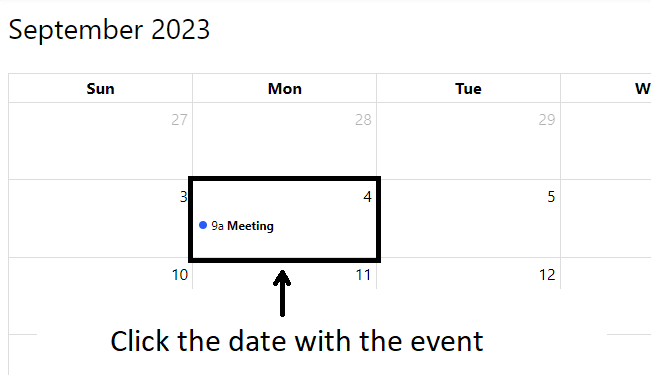 September 2023
Sun Mon Tue W
27 28 29
3 4 5
9a Meeting
10 11 12
Click the date with the event